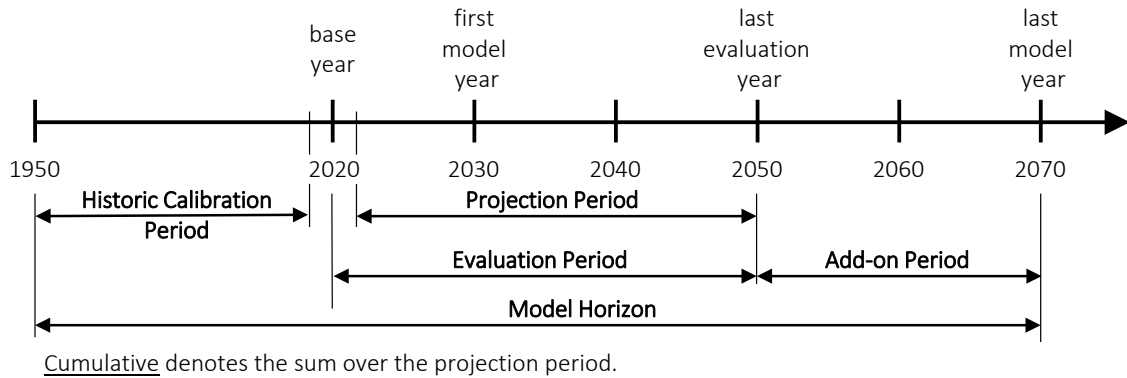 base
year
first
model
year
last
evaluation
year
last
model
year
1950
2020
2030
2040
2050
2060
2070
Historic Calibration
Period
Projection Period
Evaluation Period
Add-on Period
Model Horizon
Cumulative denotes the sum over the projection period.